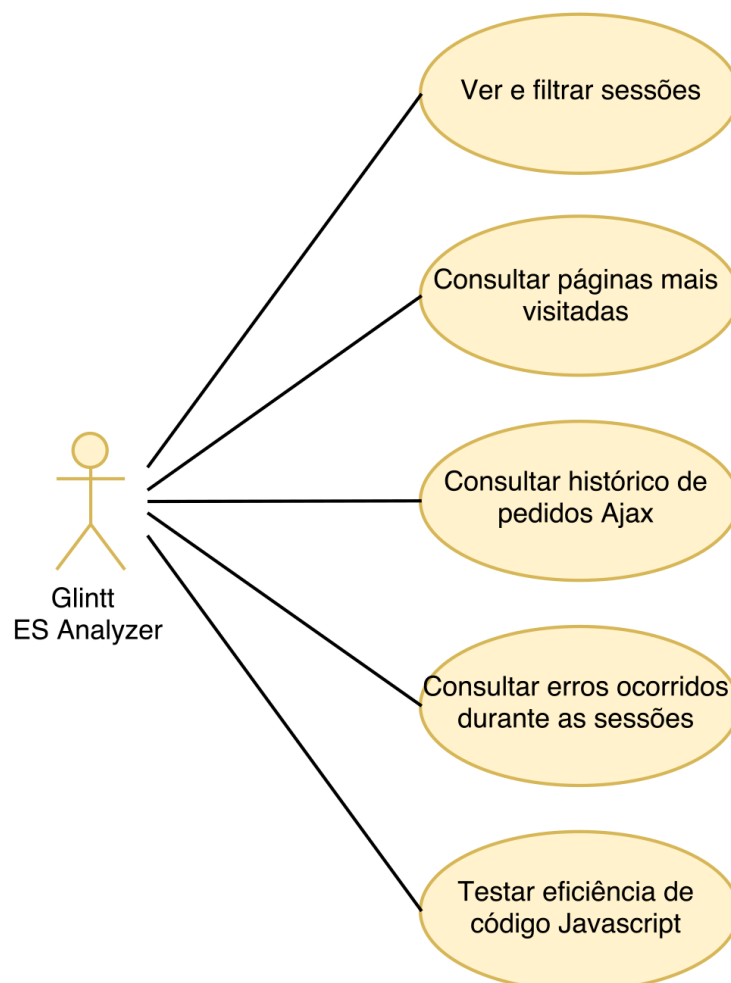 Ver e filtrar sessões
Consultar páginas mais
visitadas
Consultar histórico de
pedidos Ajax
Glintt
ES Analyzer
Consultar erros ocorridos
durante as sessões
Testar eficiência de
código Javascript